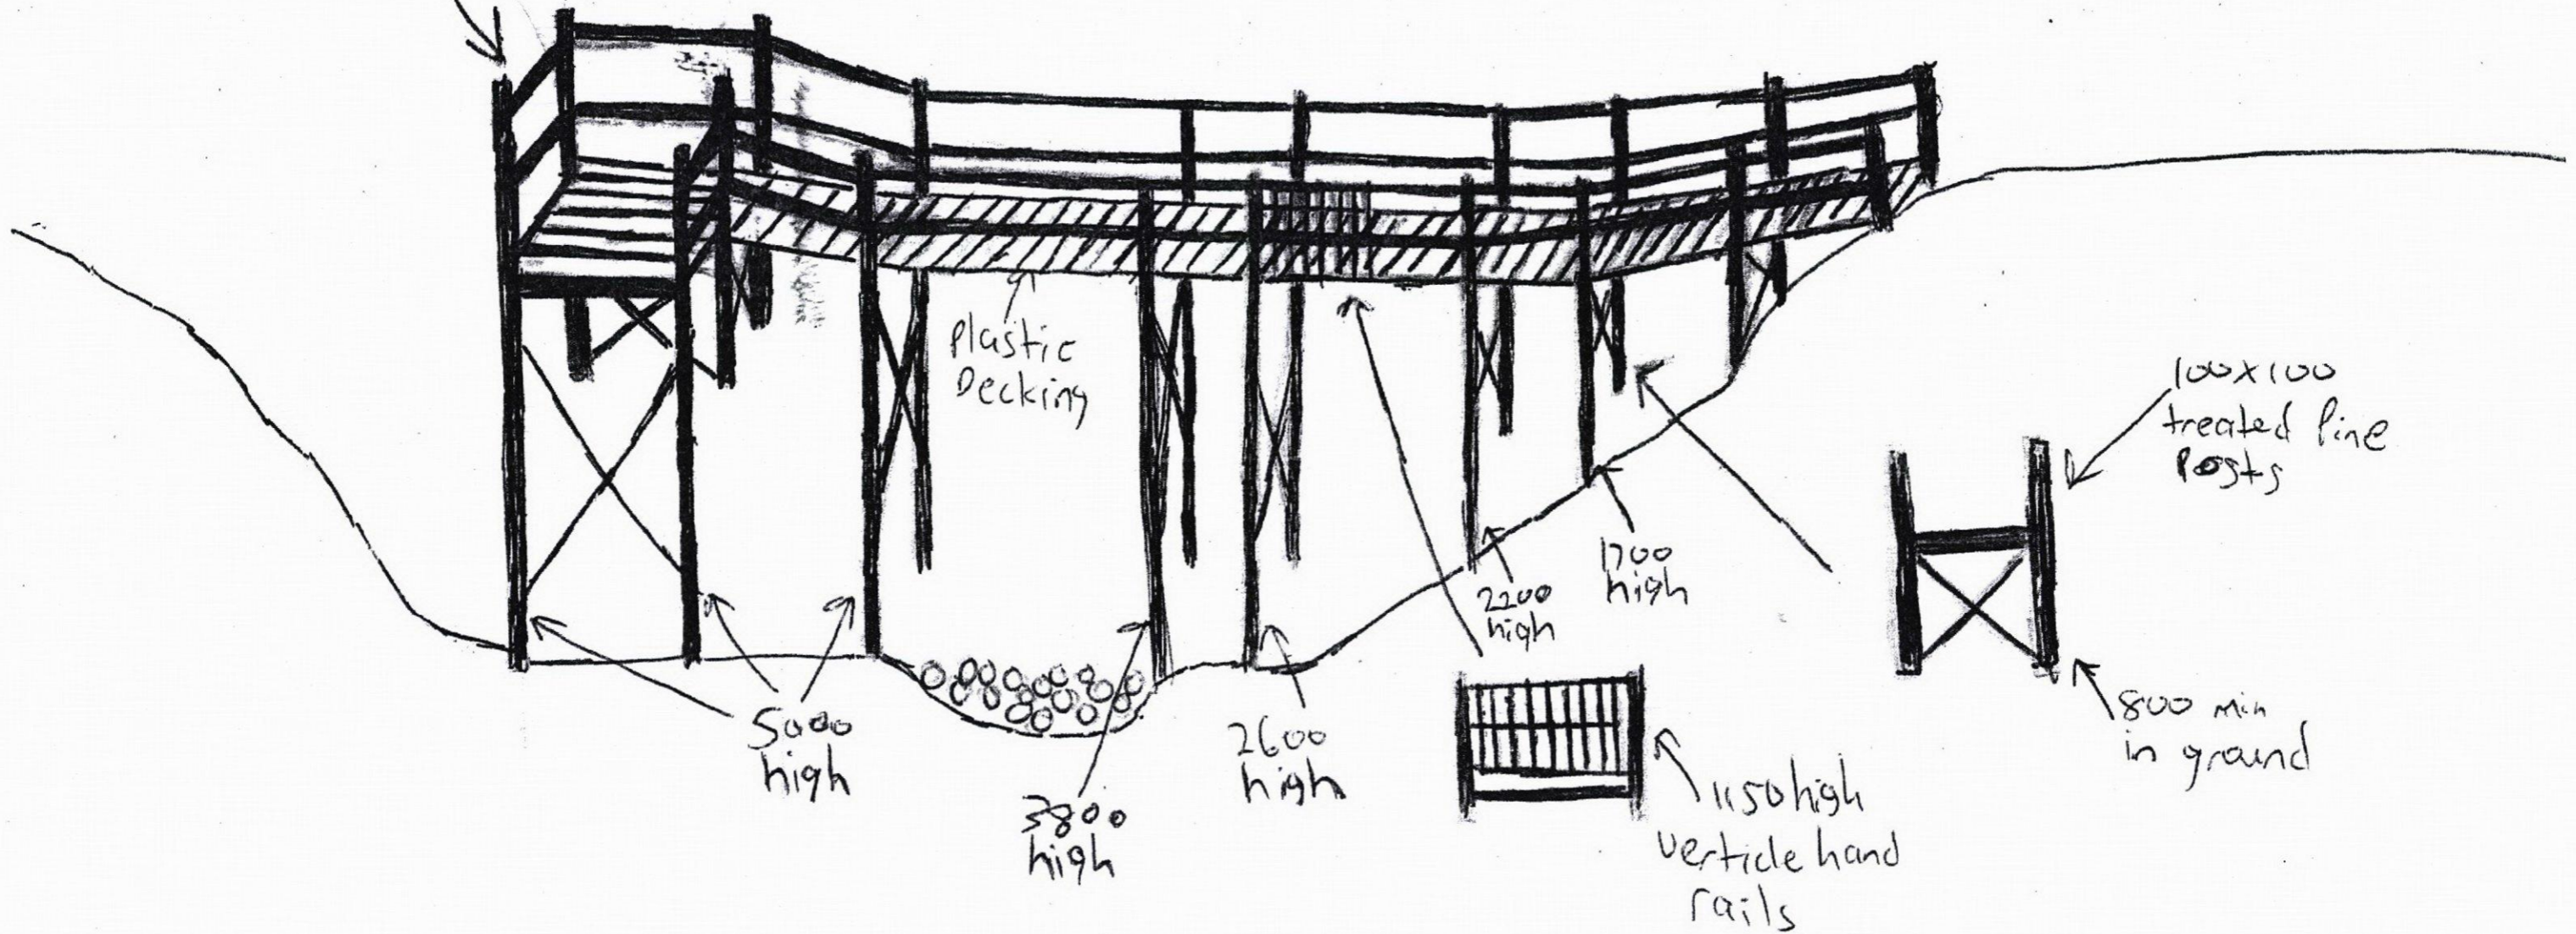 Plastic
Decking
100x100
treated Pine
Posts
1700
high
2200
high
800 min
in ground
5000
high
2600
high
3800
high
1150 high
verticle hand
rails